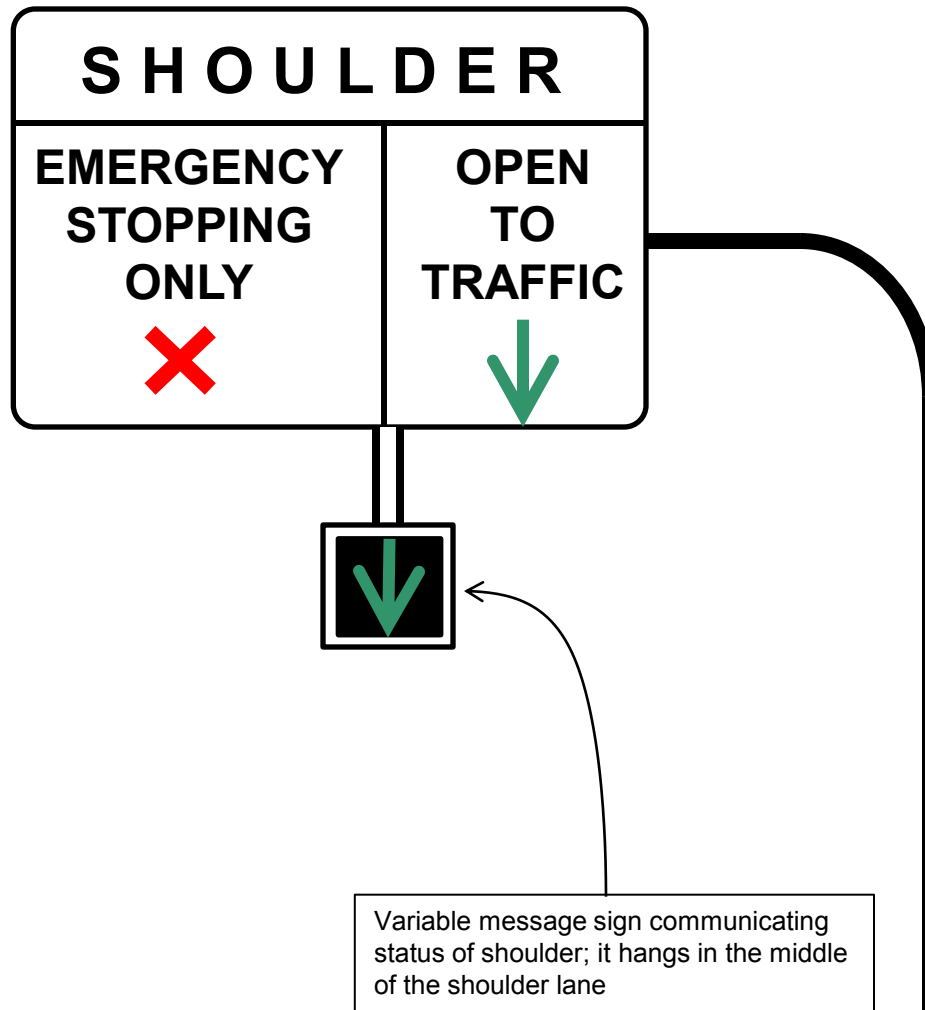 SHOULDER
EMERGENCY
STOPPING
ONLY
OPEN
TO
TRAFFIC
Variable message sign communicating
status of shoulder; it hangs in the middle
of the shoulder lane